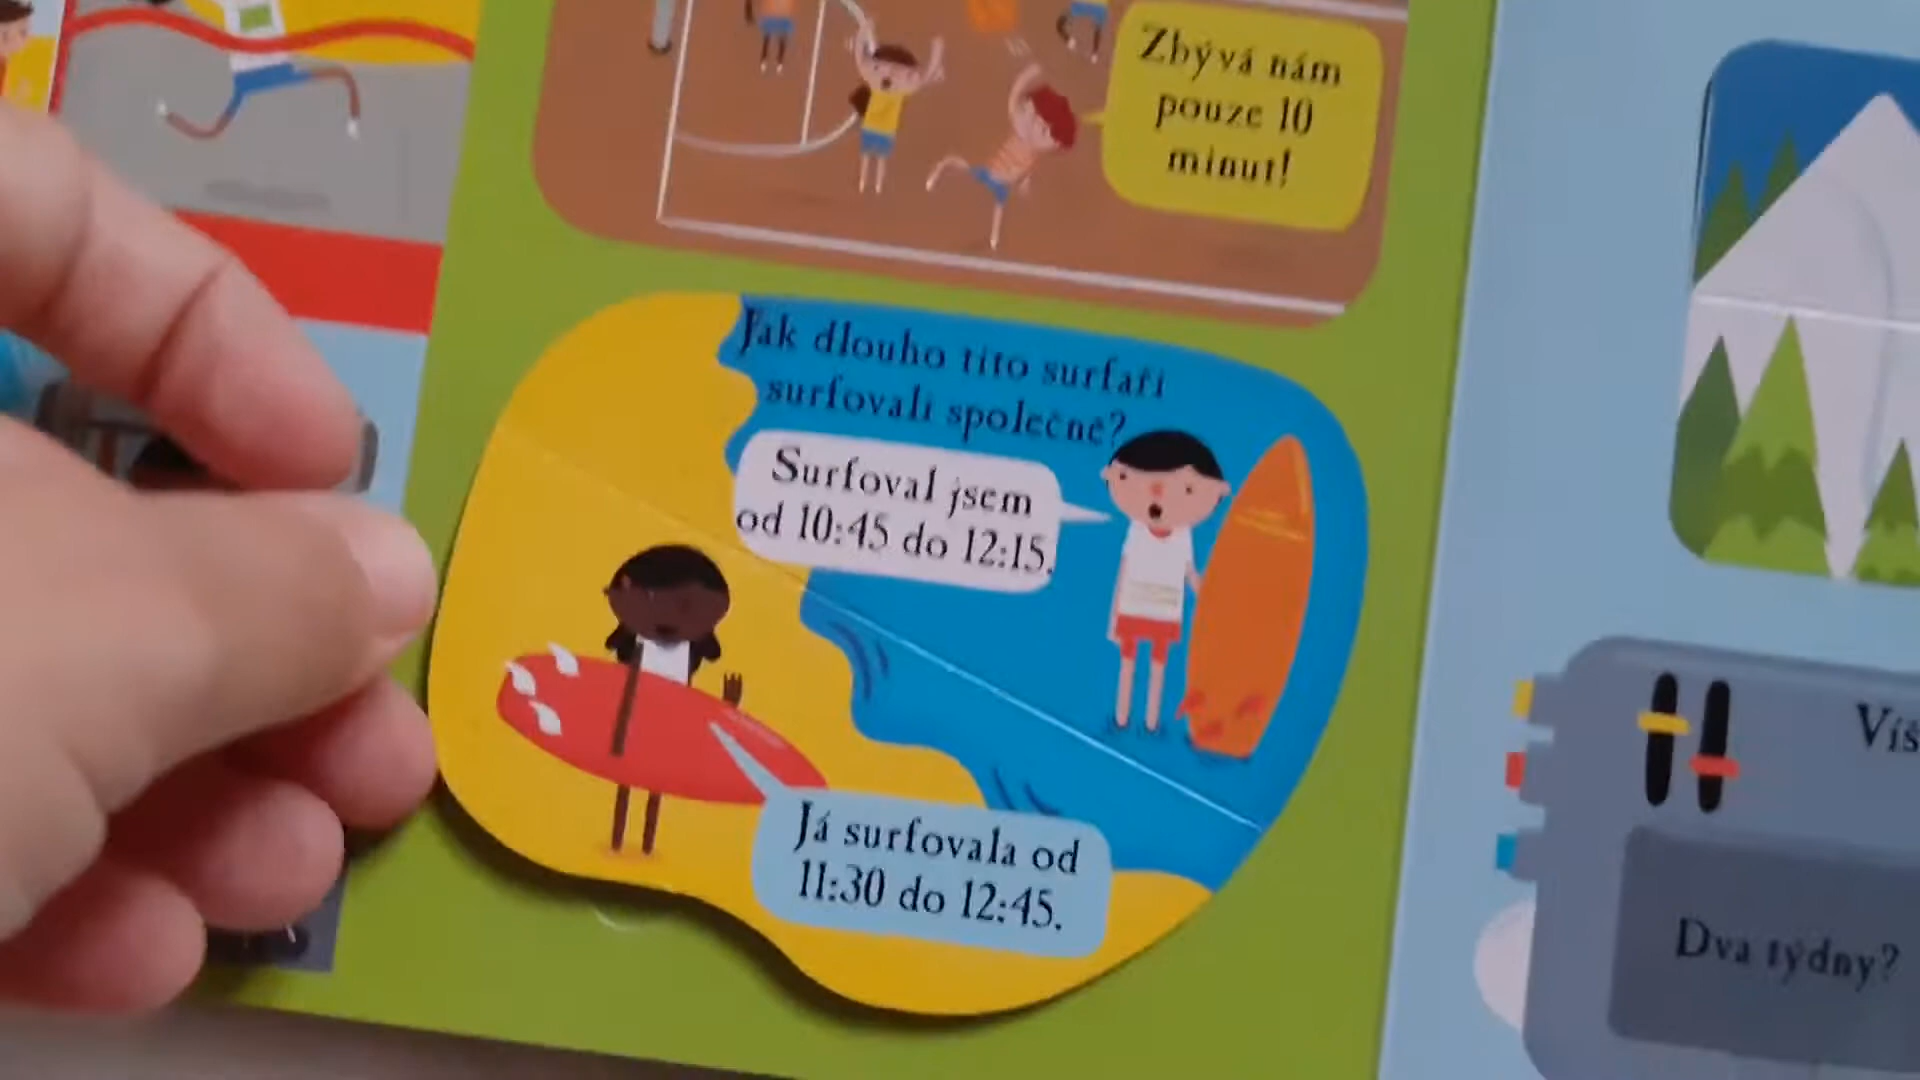 Zbývá nám
pouze 10
minut!
Jak dlouho tito surfaři
surfovali společně?
Surfoval jsem
od 10:45 do 12:15.
Já surfovala od
11:30 do 12:45.
Víš
Dva týdny?